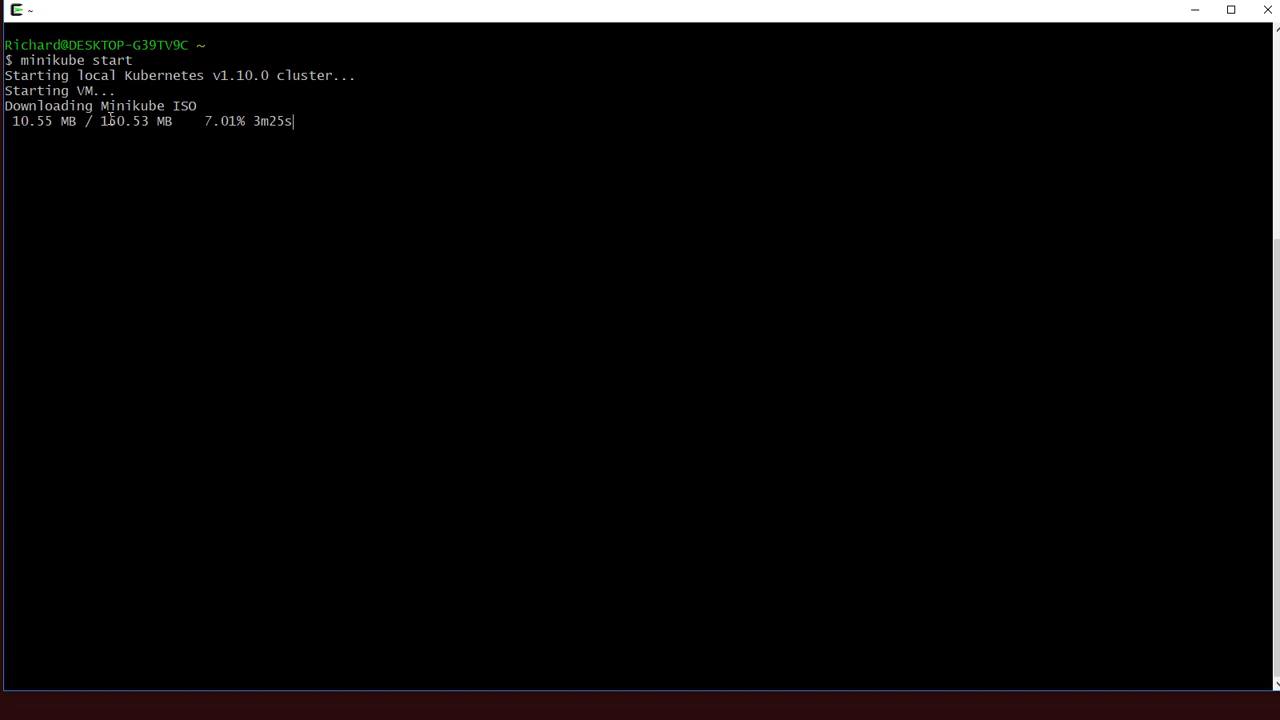 ~
Richard@DESKTOP-G39TV9C ~
$ minikube start
Starting local Kubernetes v1.10.0 cluster...
Starting VM...
Downloading Minikube ISO
10.55 MB / 150.53 MB    7.01% 3m25s